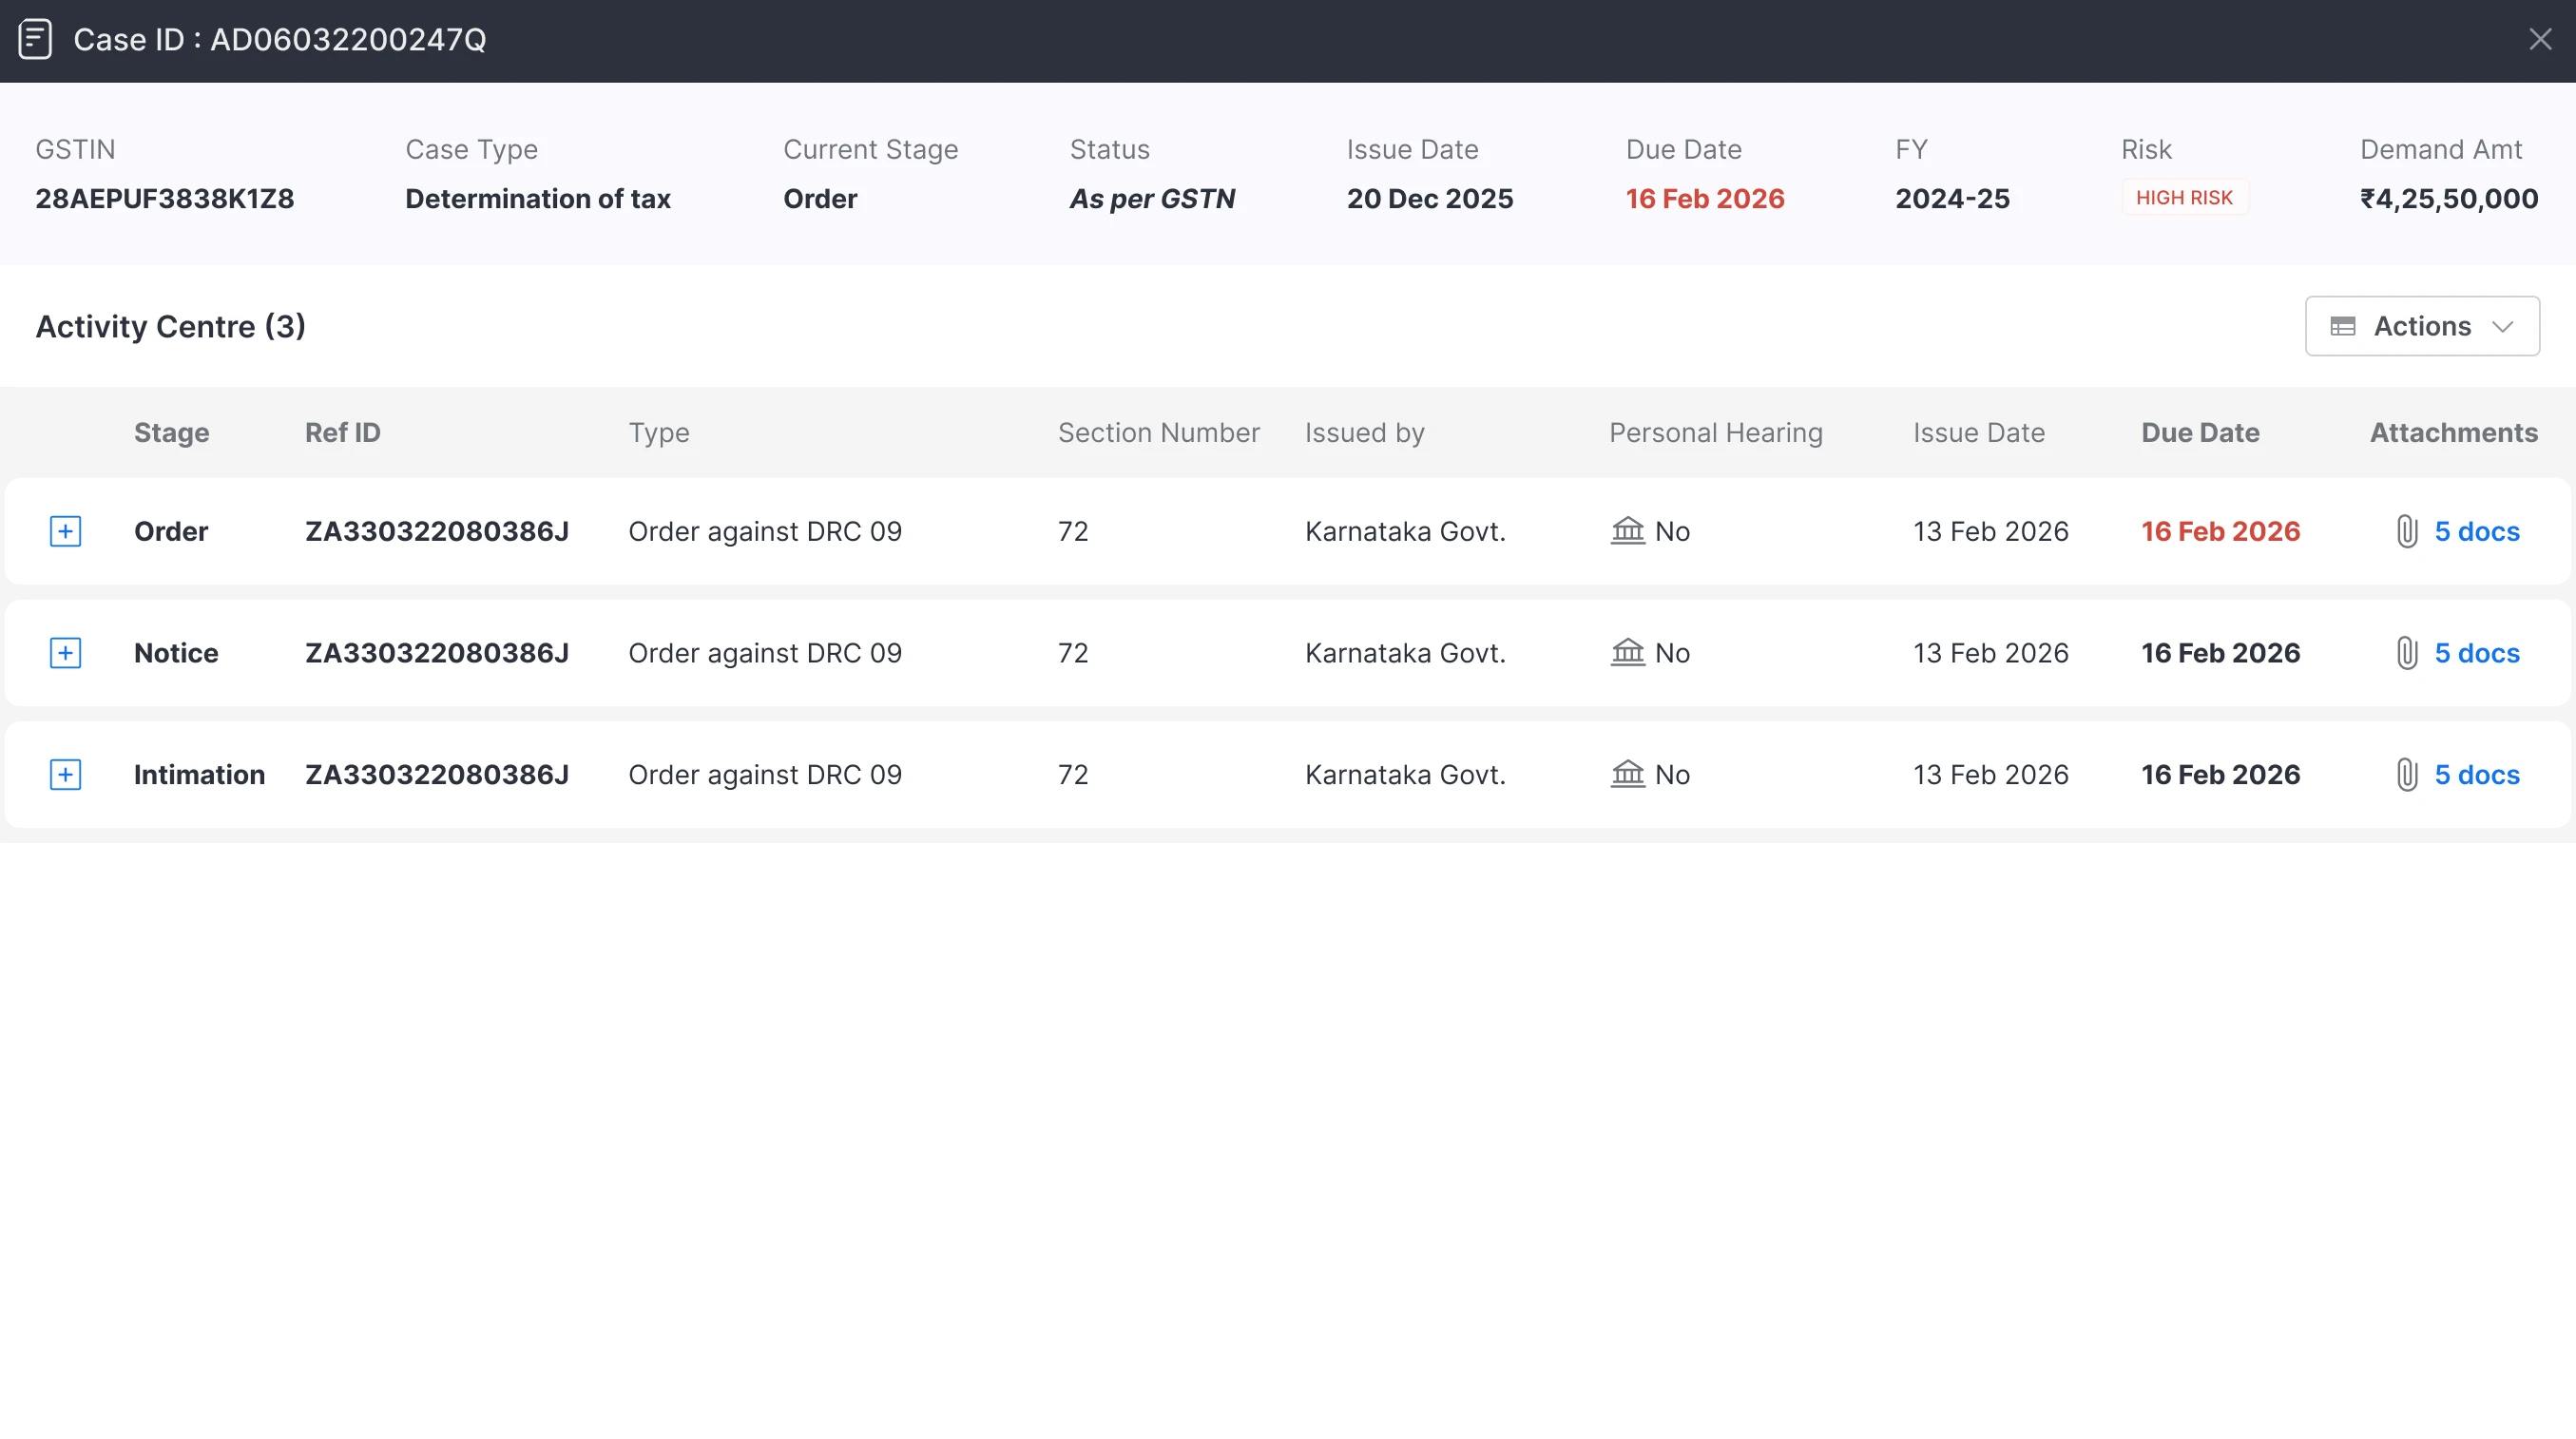 Case ID : AD06032200247Q
GSTIN Case Type Current Stage Status Issue Date Due Date FY Risk Demand Amt
28AEPUF3838K1Z8 Determination of tax Order As per GSTN 20 Dec 2025 16 Feb 2026 2024-25 HIGH RISK ₹4,25,50,000
Activity Centre (3) Actions
Stage Ref ID Type Section Number Issued by Personal Hearing Issue Date Due Date Attachments
Order ZA330322080386J Order against DRC 09 72 Karnataka Govt. No 13 Feb 2026 16 Feb 2026 5 docs
Notice ZA330322080386J Order against DRC 09 72 Karnataka Govt. No 13 Feb 2026 16 Feb 2026 5 docs
Intimation ZA330322080386J Order against DRC 09 72 Karnataka Govt. No 13 Feb 2026 16 Feb 2026 5 docs